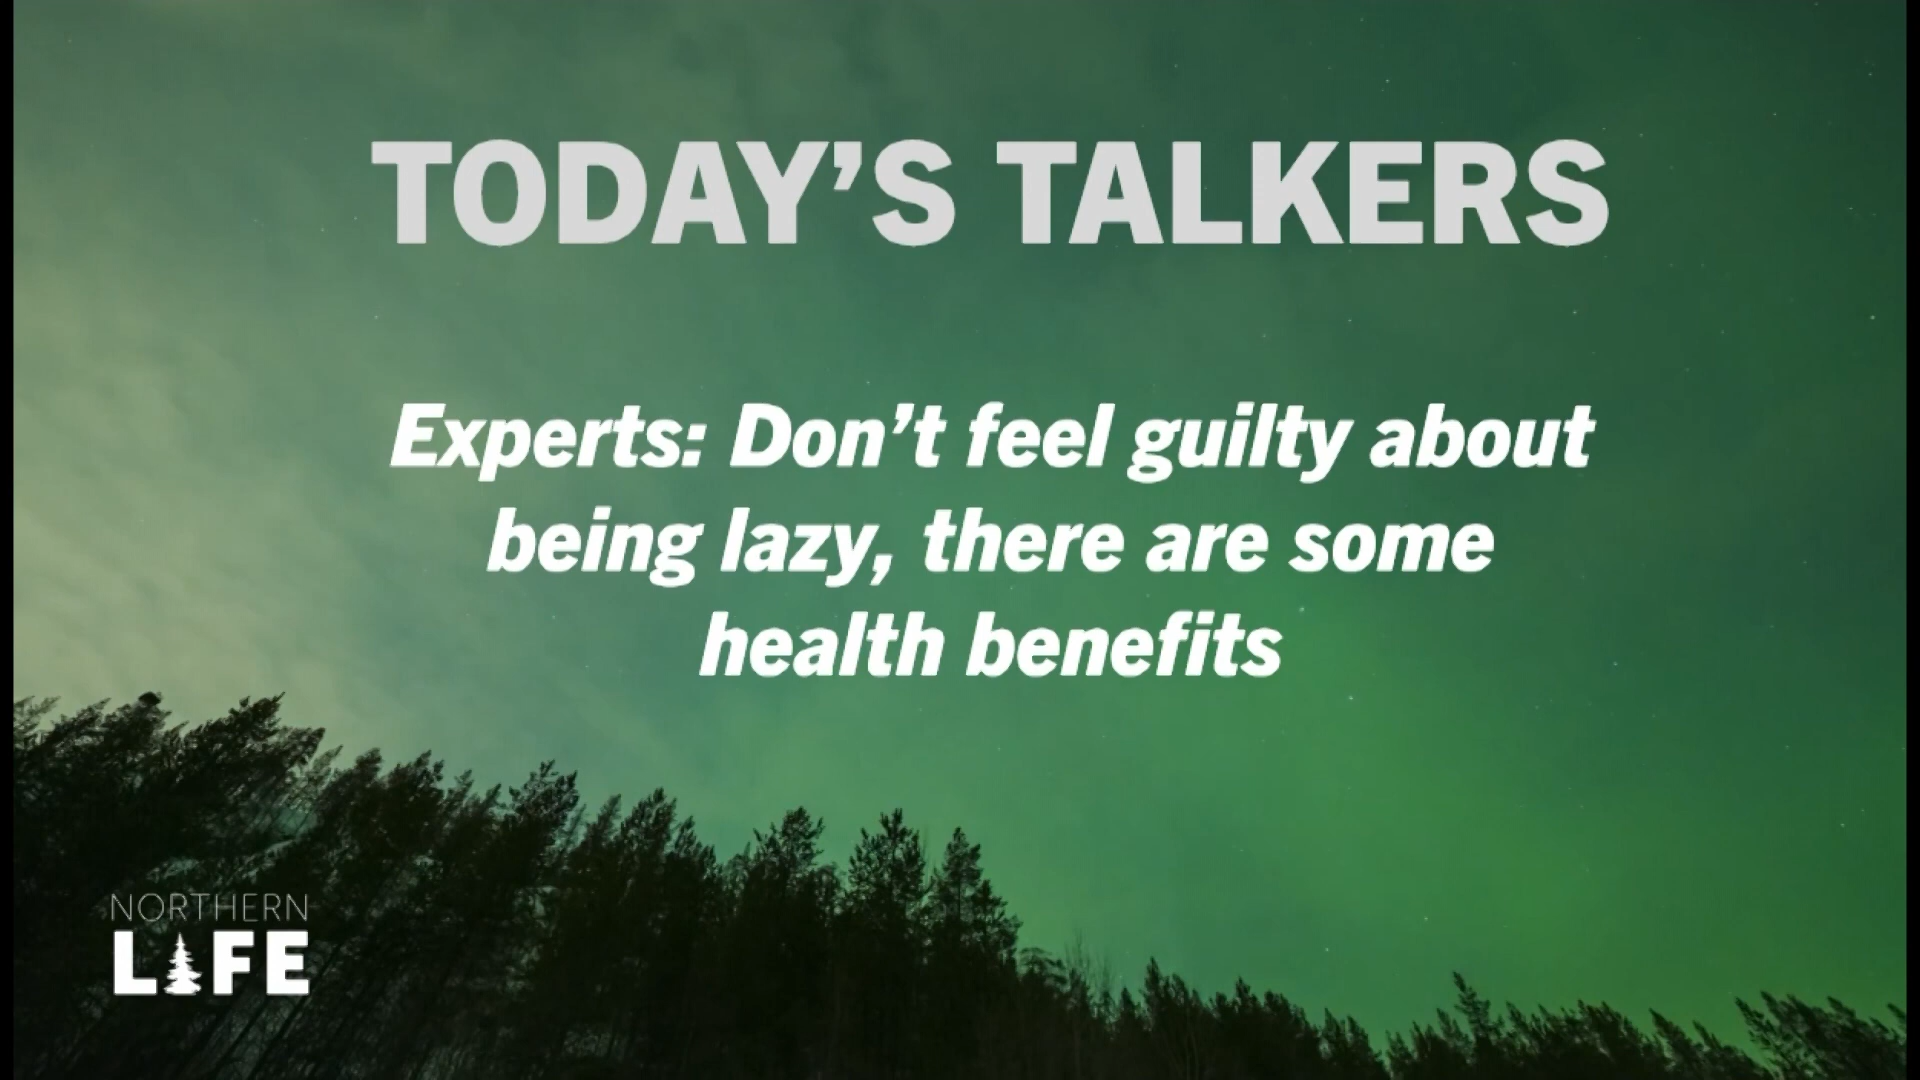 TODAY’S TALKERS
Experts: Don’t feel guilty about
being lazy, there are some
health benefits
NORTHERN
LIFE